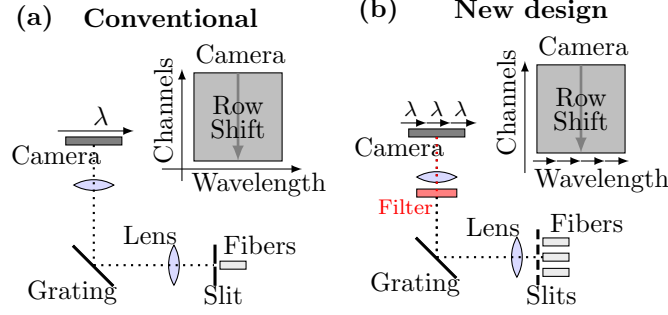 (a) Conventional
Camera
λ
Channels
Row
Shift
Camera
Wavelength
Lens
Fibers
Grating
Slit
(b) New design
Camera
λ λ λ
Channels
Row
Shift
Camera
Wavelength
Filter
Lens
Fibers
Grating
Slits